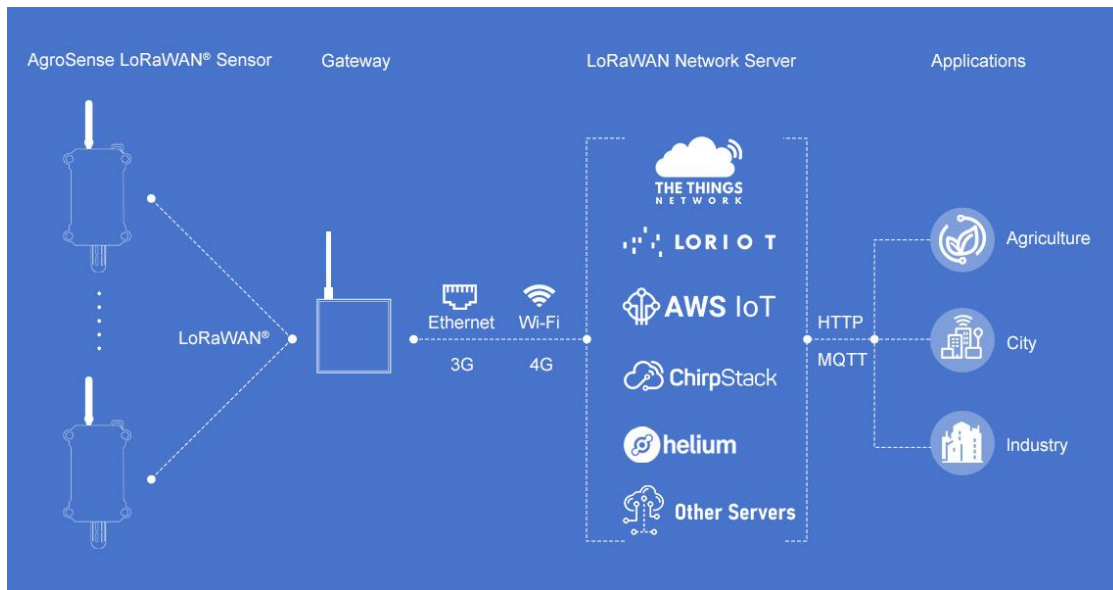 AgroSense LoRaWAN® Sensor
Gateway
LoRaWAN Network Server
Applications
LoRaWAN®
Ethernet
Wi-Fi
3G
4G
THE THINGS
NETWORK
LORIOT
AWS IoT
ChirpStack
helium
Other Servers
HTTP
MQTT
Agriculture
City
Industry